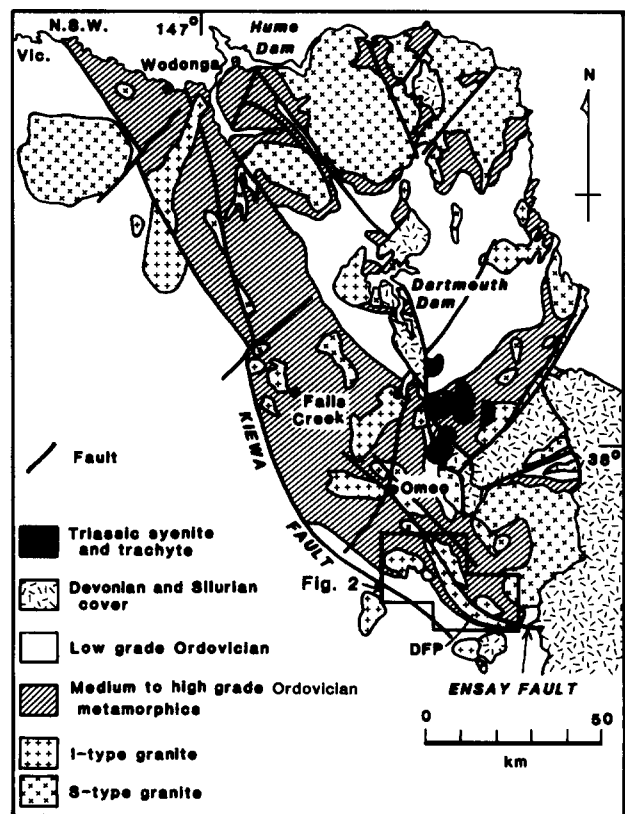 N.S.W.
Vic.
147°
Hume
Dam
Wodonga
N
Dartmouth
Dam
Falls
Creek
KIEWA
FAULT
Omeo
38°
Fig. 2
DFP
ENSAY FAULT
Fault
Triassic syenite
and trachyte
Devonian and Silurian
cover
Low grade Ordovician
Medium to high grade Ordovician
metamorphics
I-type granite
S-type granite
0 50
km